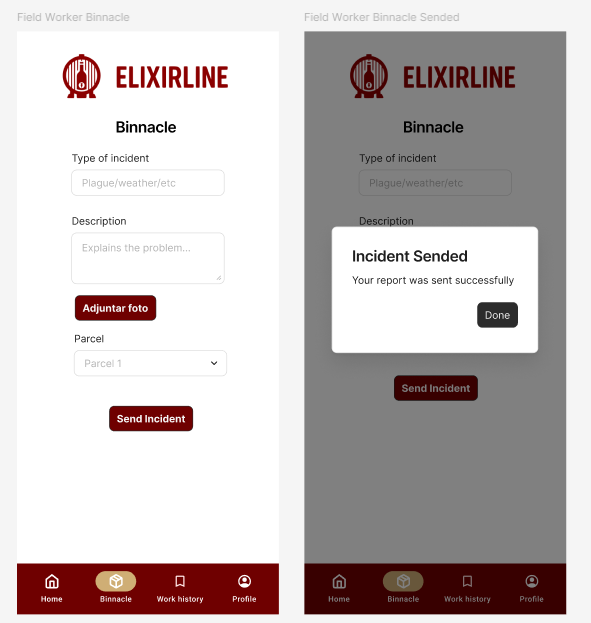 Field Worker Binnacle
ELIXIRLINE
Binnacle
Type of incident
Plague/weather/etc
Description
Explains the problem...
Adjuntar foto
Parcel
Parcel 1
Send Incident
Home
Binnacle
Work history
Profile
Field Worker Binnacle Sended
ELIXIRLINE
Binnacle
Type of incident
Plague/weather/etc
Description
Incident Sended
Your report was sent successfully
Done
Send Incident
Home
Binnacle
Work history
Profile